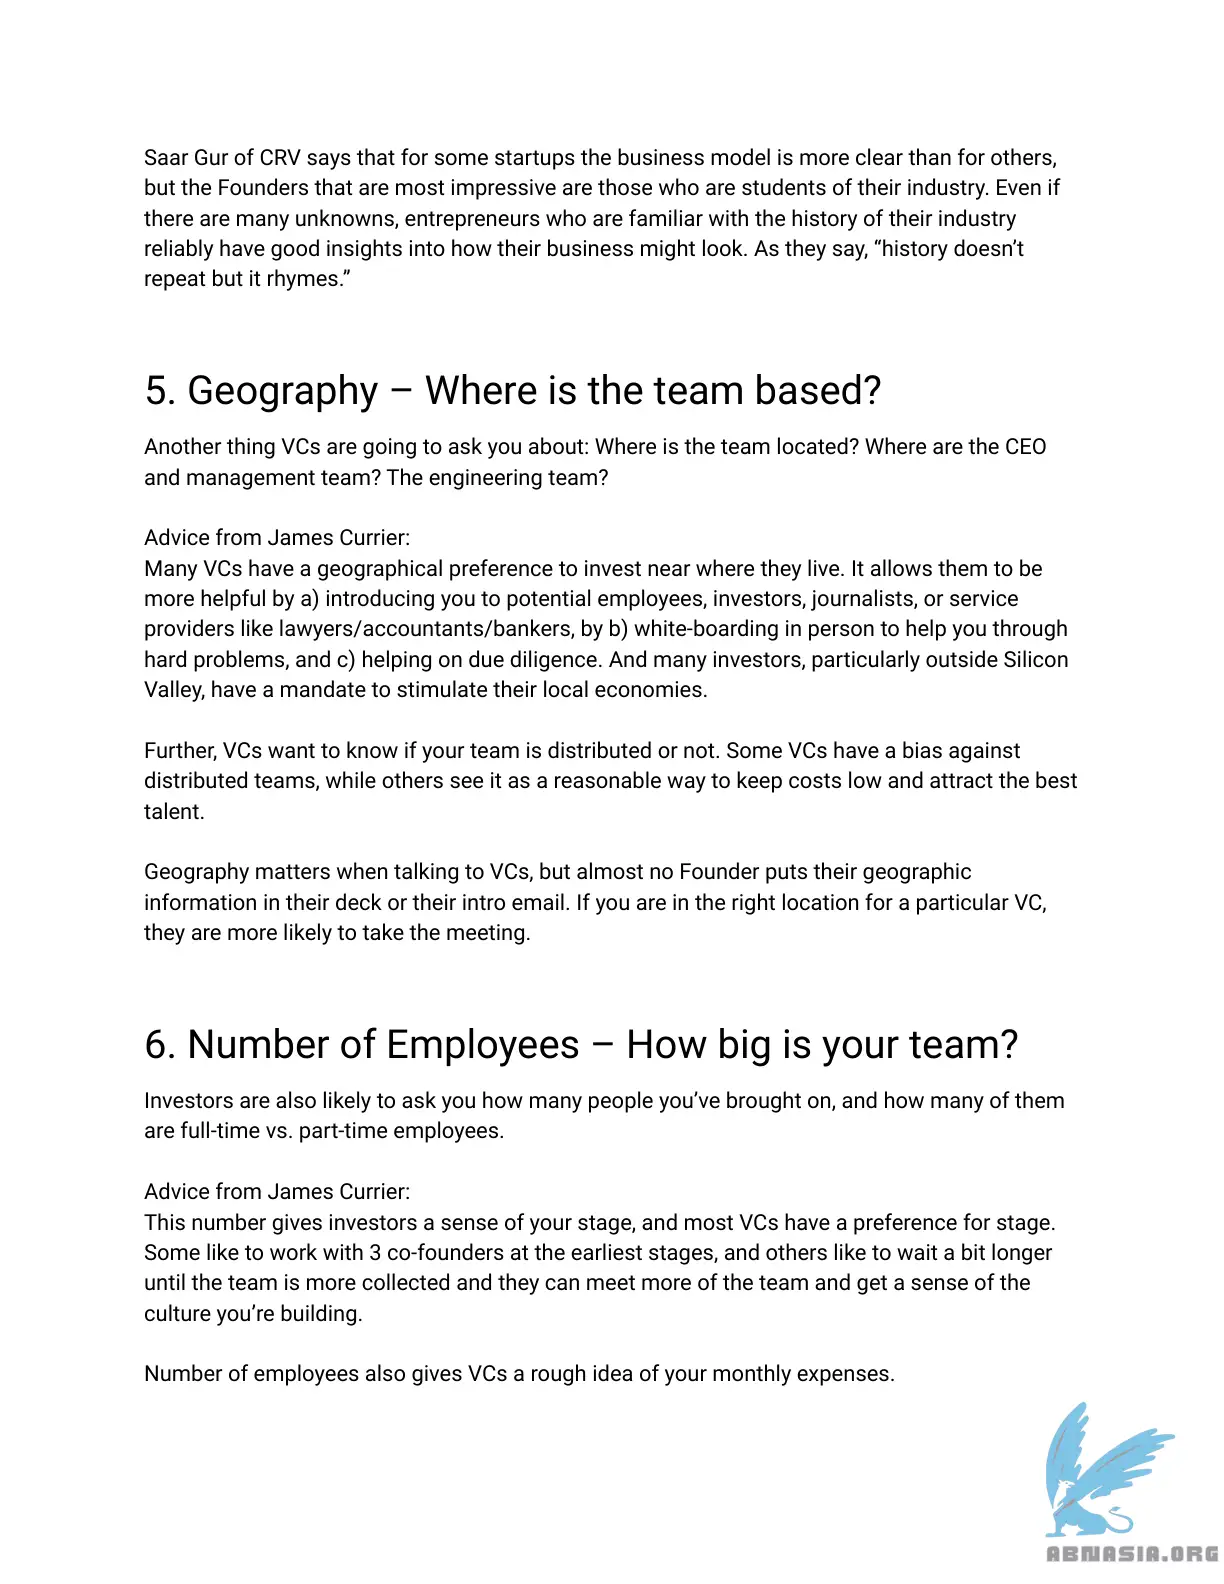 Saar Gur of CRV says that for some startups the business model is more clear than for others,
but the Founders that are most impressive are those who are students of their industry. Even if
there are many unknowns, entrepreneurs who are familiar with the history of their industry
reliably have good insights into how their business might look. As they say, “history doesn’t
repeat but it rhymes.”
5. Geography – Where is the team based?
Another thing VCs are going to ask you about: Where is the team located? Where are the CEO
and management team? The engineering team?
Advice from James Currier:
Many VCs have a geographical preference to invest near where they live. It allows them to be
more helpful by a) introducing you to potential employees, investors, journalists, or service
providers like lawyers/accountants/bankers, by b) white-boarding in person to help you through
hard problems, and c) helping on due diligence. And many investors, particularly outside Silicon
Valley, have a mandate to stimulate their local economies.
Further, VCs want to know if your team is distributed or not. Some VCs have a bias against
distributed teams, while others see it as a reasonable way to keep costs low and attract the best
talent.
Geography matters when talking to VCs, but almost no Founder puts their geographic
information in their deck or their intro email. If you are in the right location for a particular VC,
they are more likely to take the meeting.
6. Number of Employees – How big is your team?
Investors are also likely to ask you how many people you’ve brought on, and how many of them
are full-time vs. part-time employees.
Advice from James Currier:
This number gives investors a sense of your stage, and most VCs have a preference for stage.
Some like to work with 3 co-founders at the earliest stages, and others like to wait a bit longer
until the team is more collected and they can meet more of the team and get a sense of the
culture you’re building.
Number of employees also gives VCs a rough idea of your monthly expenses.
ABNASIA.ORG